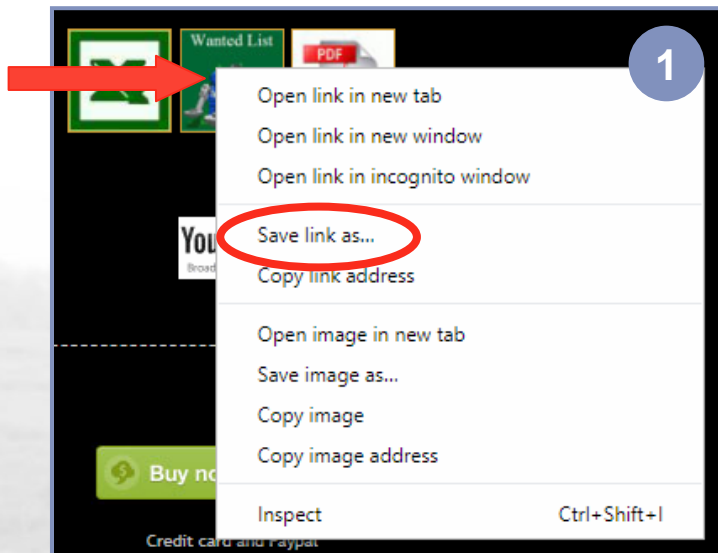 Wanted List
PDF
1
Open link in new tab
Open link in new window
Open link in incognito window
Save link as...
Copy link address
Open image in new tab
Save image as...
Copy image
Copy image address
Buy
Inspect Ctrl+Shift+I
Credit card and Paypal